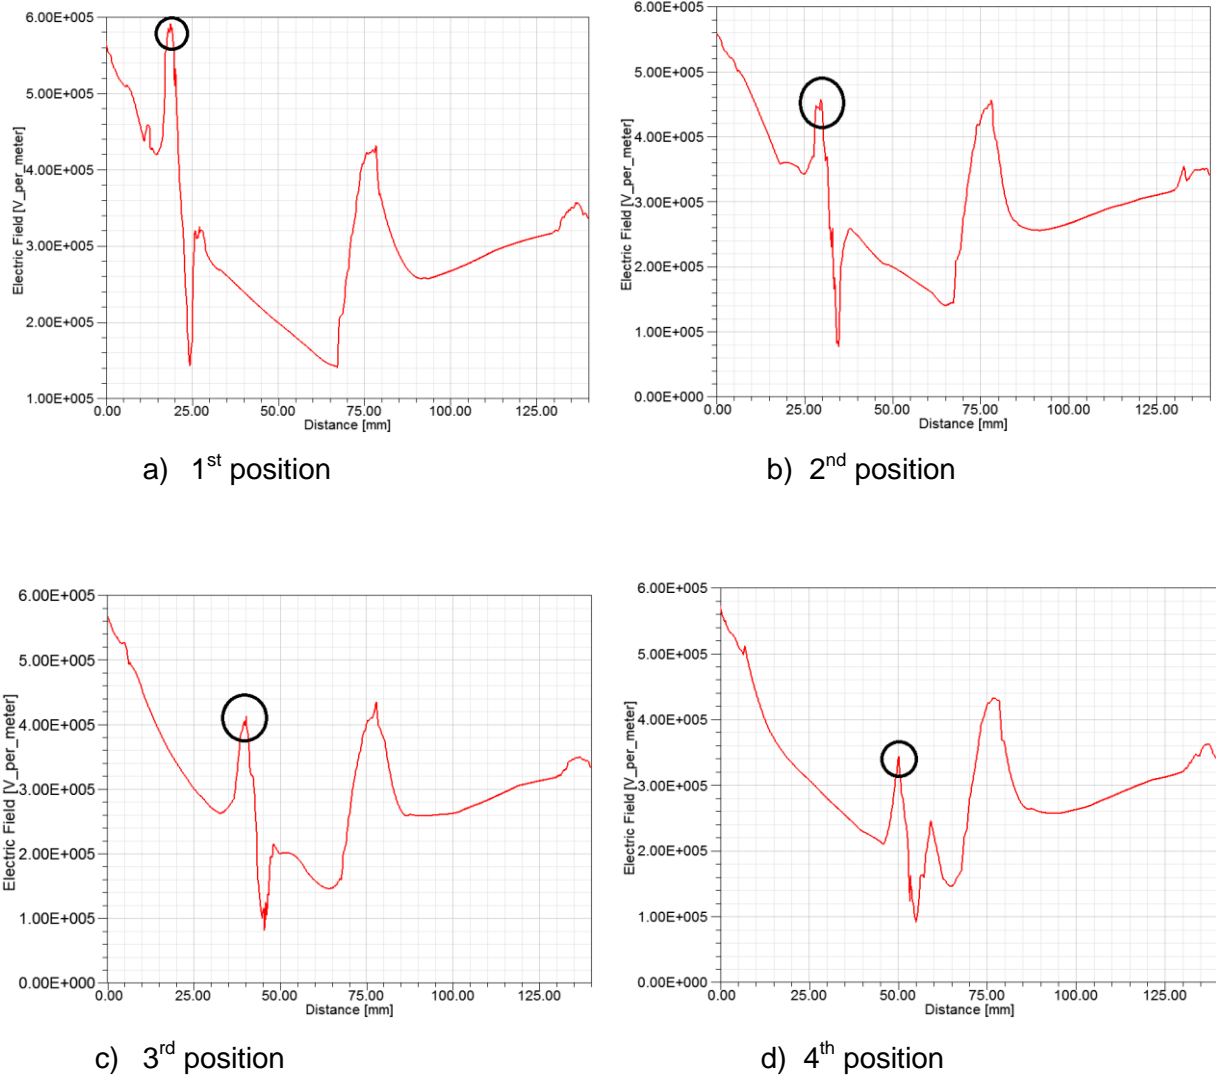 6.00E+005
5.00E+005
4.00E+005
3.00E+005
2.00E+005
1.00E+005
Electric Field [V_per_meter]
0.00 25.00 50.00 75.00 100.00 125.00
Distance [mm]
a) 1st position
6.00E+005
5.00E+005
4.00E+005
3.00E+005
2.00E+005
1.00E+005
0.00E+000
Electric Field [V_per_meter]
0.00 25.00 50.00 75.00 100.00 125.00
Distance [mm]
b) 2nd position
6.00E+005
5.00E+005
4.00E+005
3.00E+005
2.00E+005
1.00E+005
0.00E+000
Electric Field [V_per_meter]
0.00 25.00 50.00 75.00 100.00 125.00
Distance [mm]
c) 3rd position
6.00E+005
5.00E+005
4.00E+005
3.00E+005
2.00E+005
1.00E+005
0.00E+000
Electric Field [V_per_meter]
0.00 25.00 50.00 75.00 100.00 125.00
Distance [mm]
d) 4th position